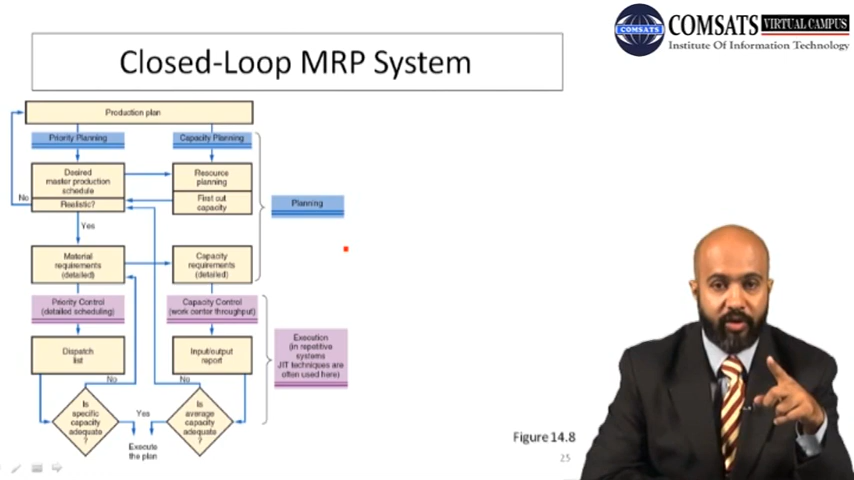 COMSATS VIRTUAL CAMPUS
COMSATS
Institute Of Information Technology
Closed-Loop MRP System
Production plan
Priority Planning
Capacity Planning
Desired
master production
schedule
Resource
planning
No
Realistic?
First cut
capacity
Planning
Yes
Material
requirements
(detailed)
Capacity
requirements
(detailed)
Priority Control
(detailed scheduling)
Capacity Control
(work center throughput)
Execution
(in repetitive
systems
JIT techniques are
often used here)
Dispatch
list
Input/output
report
No
No
Is
specific
capacity
adequate
?
Yes
Is
average
capacity
adequate
?
Execute
the plan
Figure 14.8
25